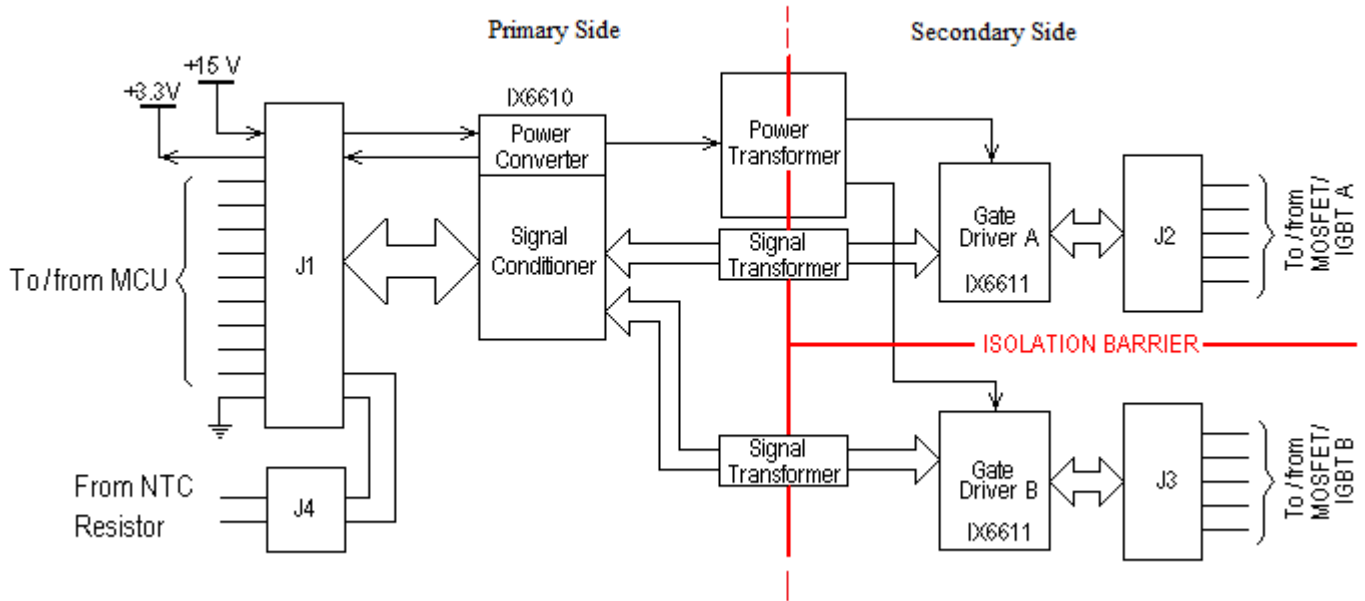 Primary Side
Secondary Side
+15 V
+3.3V
IX6610
Power
Converter
Signal
Conditioner
Power
Transformer
Signal
Transformer
Gate
Driver A
IX6611
J1
J2
To/from
MOSFET/
IGBT A
To/from MCU
ISOLATION BARRIER
Signal
Transformer
Gate
Driver B
IX6611
J3
To/from
MOSFET/
IGBT B
From NTC
Resistor
J4